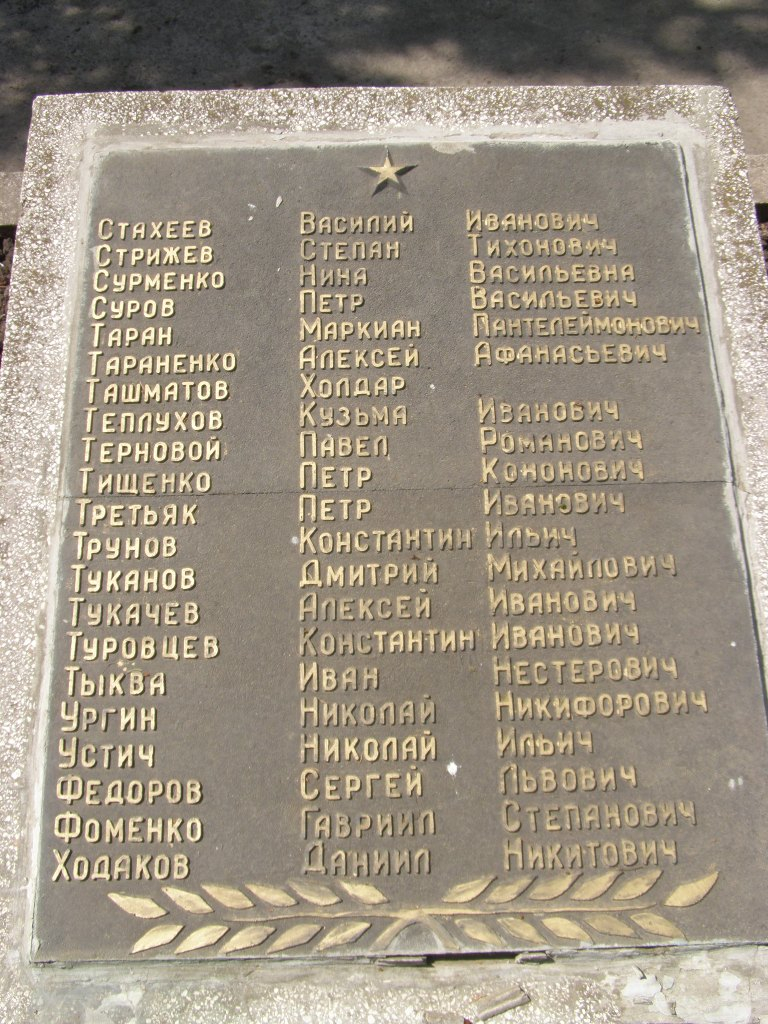 Стахеев Василий Иванович
Стрижев Степан Тихонович
Сурменко Нина Васильевна
Суров Петр Васильевич
Таран Маркиан Пантелеймонович
Тараненко Алексей Афанасьевич
Ташматов Холдар
Теплухов Кузьма Иванович
Терновой Павел Романович
Тищенко Петр Кононович
Третьяк Петр Иванович
Трунов Константин Ильич
Туканов Дмитрий Михайлович
Тукачев Алексей Иванович
Туровцев Константин Иванович
Тыква Иван Нестерович
Ургин Николай Никифорович
Устич Николай Ильич
Федоров Сергей Львович
Фоменко Гавриил Степанович
Ходаков Даниил Никитович